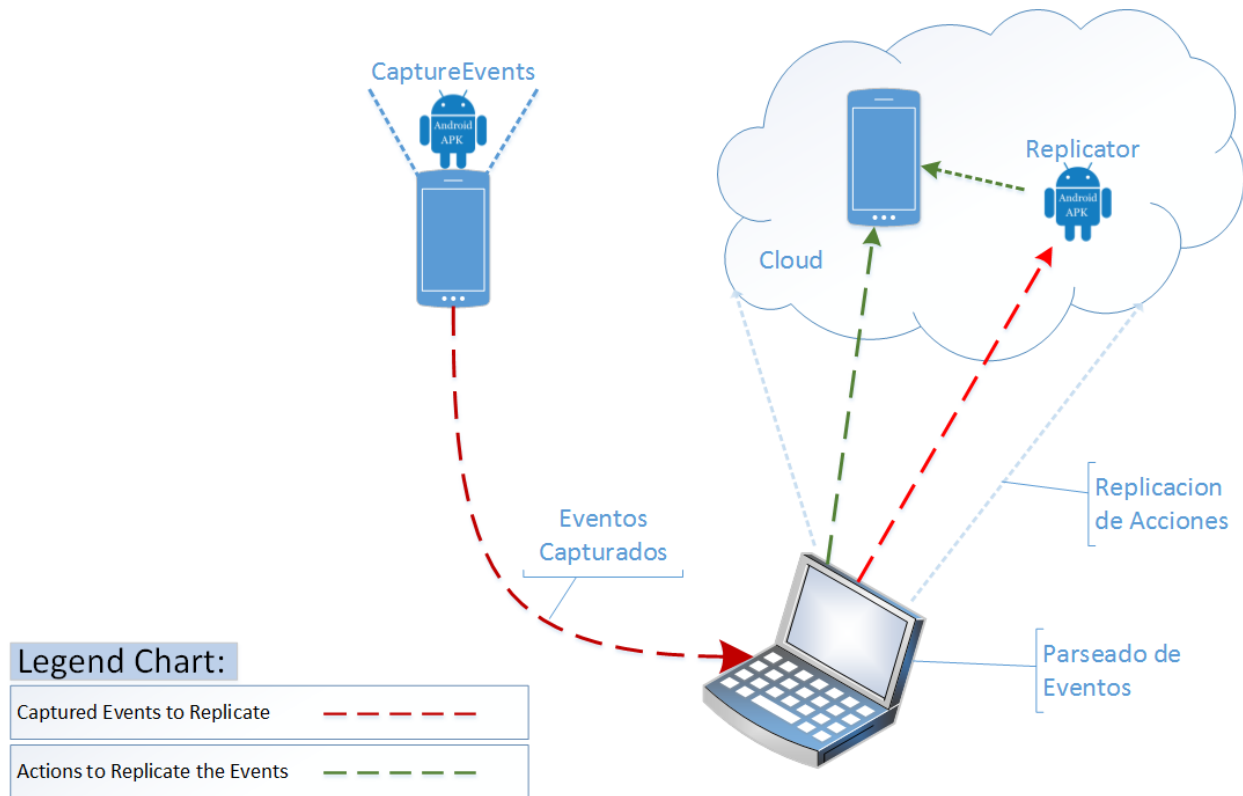 CaptureEvents
Android
APK
Replicator
Android
APK
Cloud
Eventos
Capturados
Replicacion
de Acciones
Parseado de
Eventos
Legend Chart:
Captured Events to Replicate
Actions to Replicate the Events